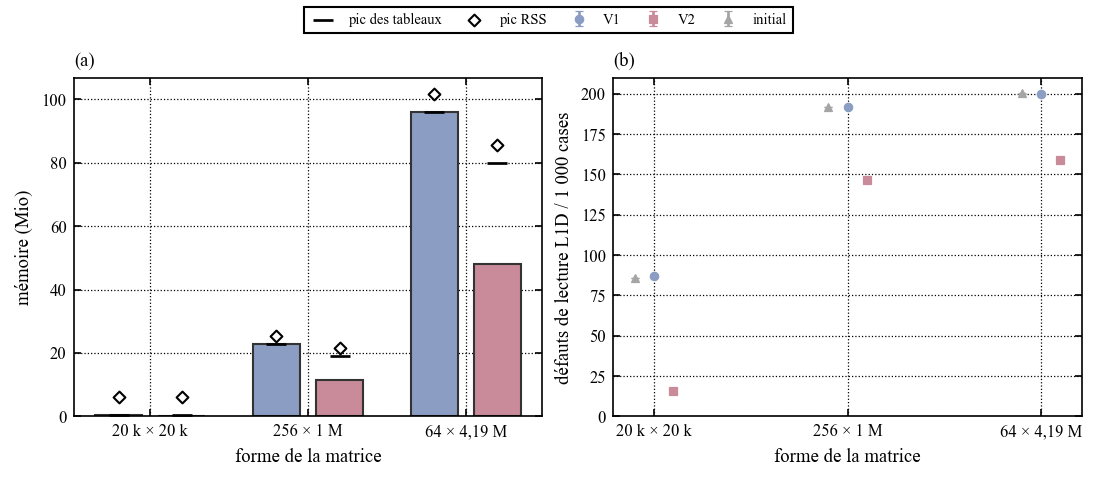 pic des tableaux pic RSS V1 V2 initial
(a)
mémoire (Mio)
100
80
60
40
20
0
20 k × 20 k 256 × 1 M 64 × 4,19 M
forme de la matrice
(b)
défauts de lecture L1D / 1 000 cases
200
175
150
125
100
75
50
25
0
20 k × 20 k 256 × 1 M 64 × 4,19 M
forme de la matrice